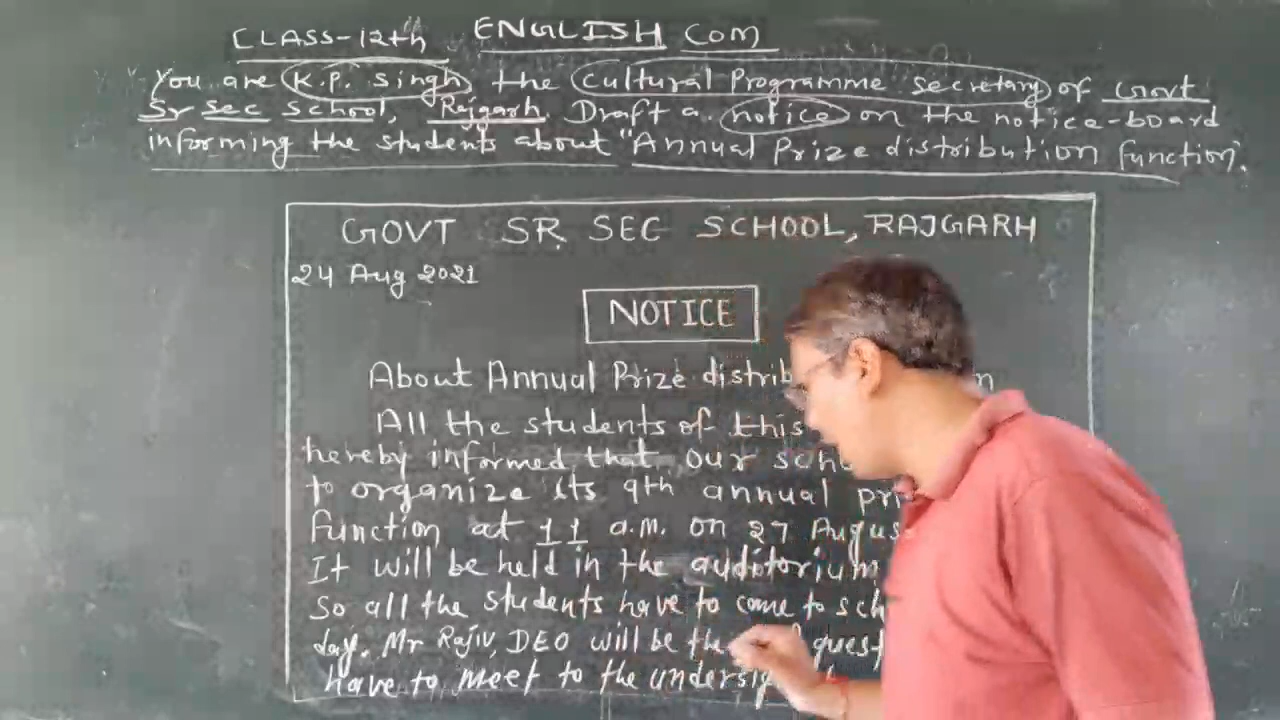 CLASS-12th ENGLISH COM
You are K.P. Singh the Cultural Programme secretary of Govt
Sr Sec School, Rajgarh. Draft a notice on the notice-board
informing the students about "Annual Prize distribution function".
GOVT SR. SEC SCHOOL, RAJGARH
24 Aug 2021
NOTICE
About Annual Prize distrib n
All the students of this
hereby informed that our scho
to organize its 9th annual pri
function at 11 a.m. on 27 Augus
It will be held in the auditorium
So all the students have to come to sch
day. Mr Rajiv, DEO will be the guest
have to meet to the undersig